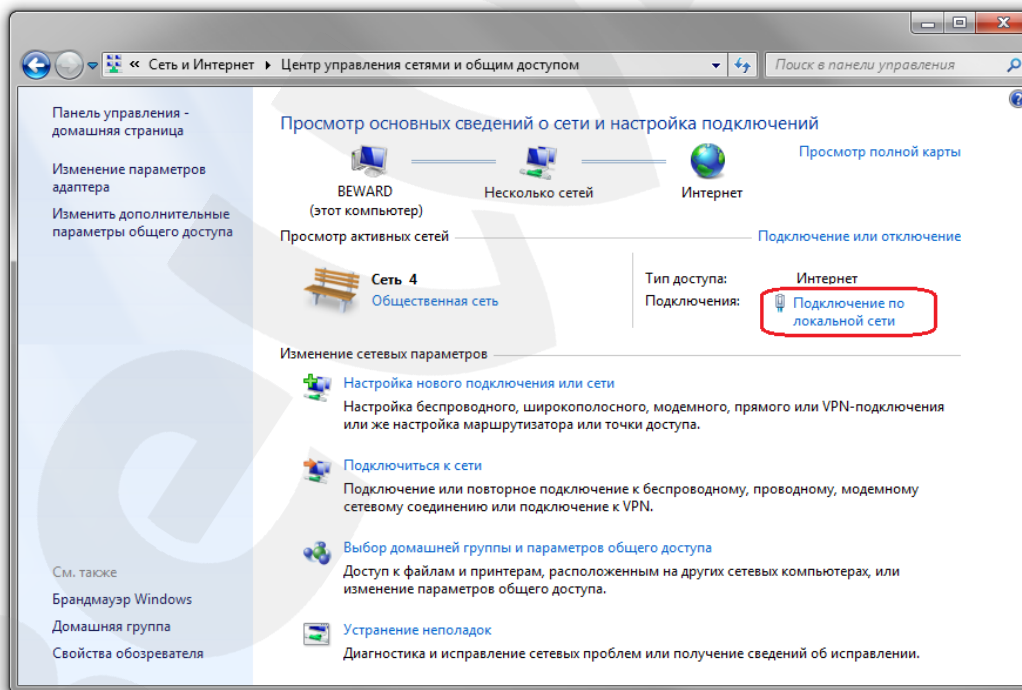 « Сеть и Интернет ▸ Центр управления сетями и общим доступом
Поиск в панели управления
Панель управления -
домашняя страница
Изменение параметров
адаптера
Изменить дополнительные
параметры общего доступа
См. также
Брандмауэр Windows
Домашняя группа
Свойства обозревателя
Просмотр основных сведений о сети и настройка подключений
Просмотр полной карты
BEWARD
(этот компьютер)
Несколько сетей
Интернет
Просмотр активных сетей
Подключение или отключение
Сеть 4
Общественная сеть
Тип доступа: Интернет
Подключения: Подключение по
локальной сети
Изменение сетевых параметров
Настройка нового подключения или сети
Настройка беспроводного, широкополосного, модемного, прямого или VPN-подключения
или же настройка маршрутизатора или точки доступа.
Подключиться к сети
Подключение или повторное подключение к беспроводному, проводному, модемному
сетевому соединению или подключение к VPN.
Выбор домашней группы и параметров общего доступа
Доступ к файлам и принтерам, расположенным на других сетевых компьютерах, или
изменение параметров общего доступа.
Устранение неполадок
Диагностика и исправление сетевых проблем или получение сведений об исправлении.